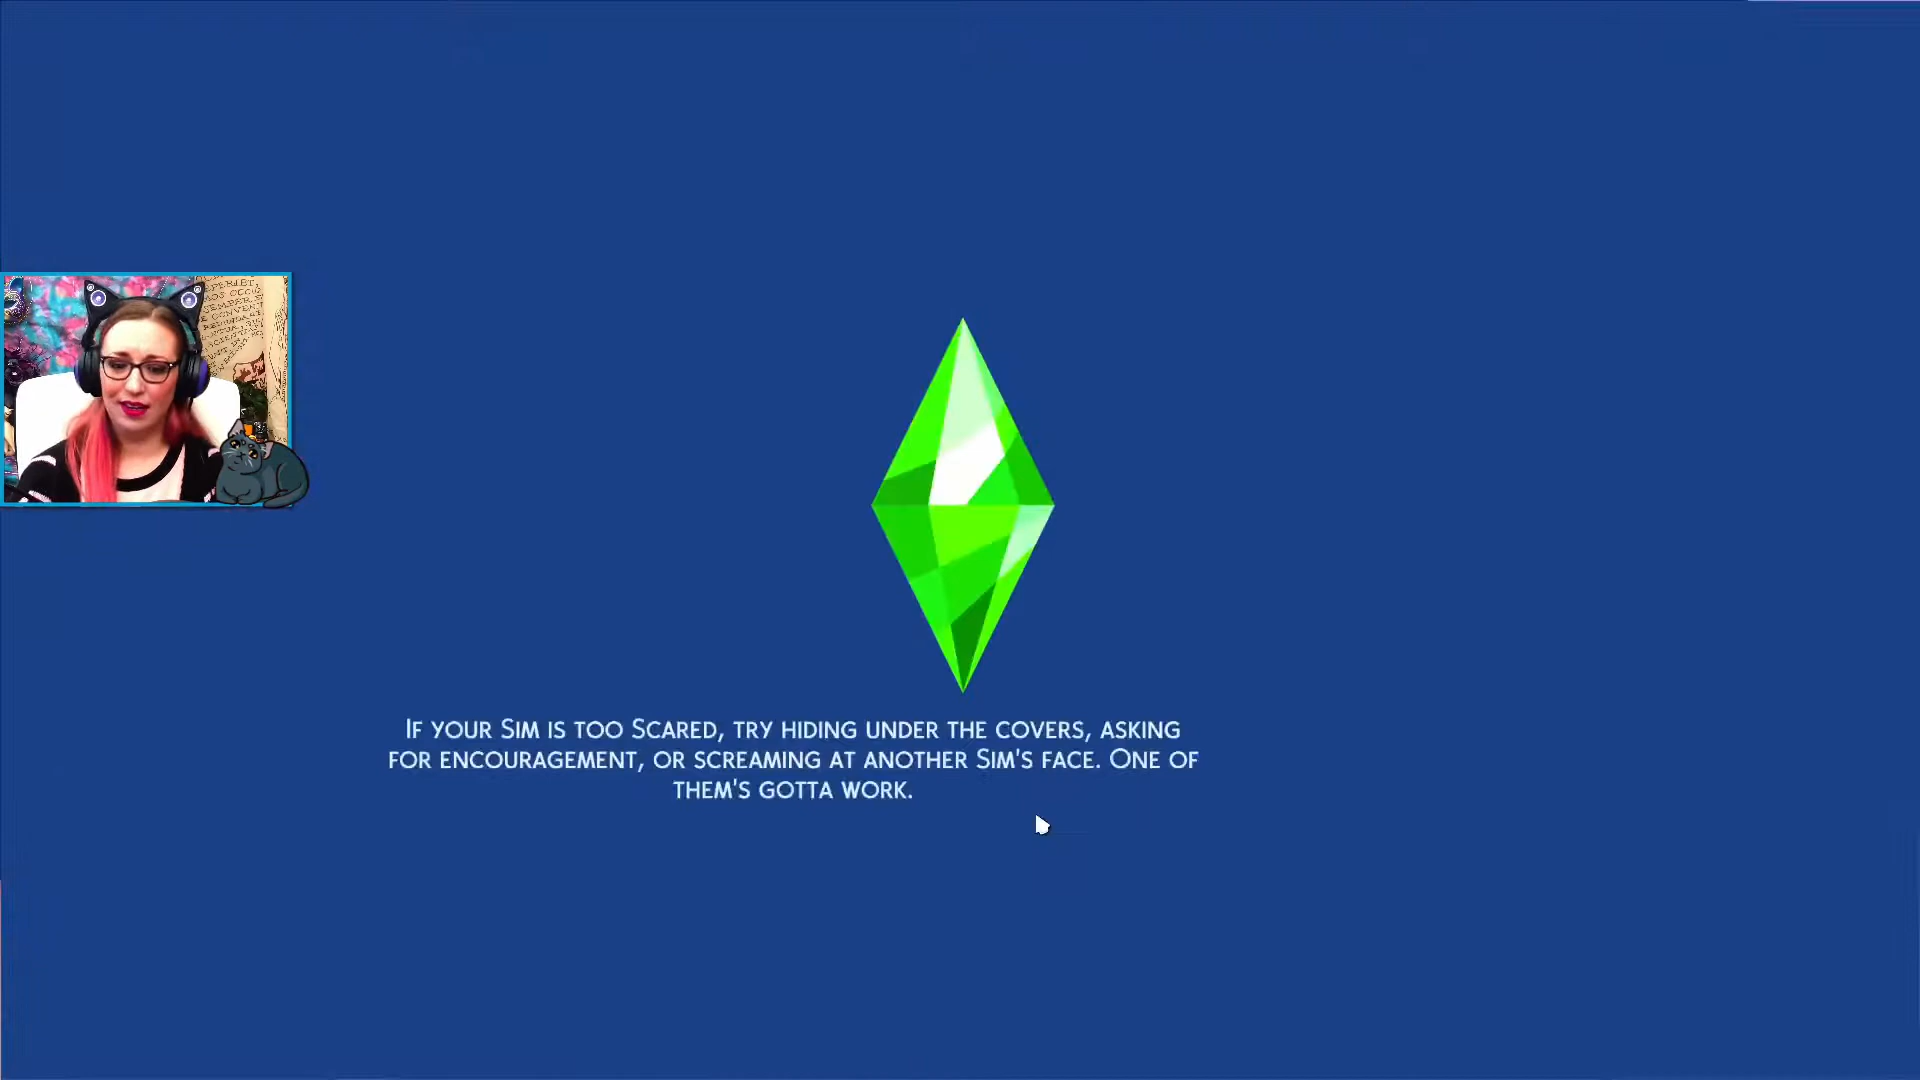 If your Sim is too Scared, try hiding under the covers, asking
for encouragement, or screaming at another Sim's face. One of
them's gotta work.